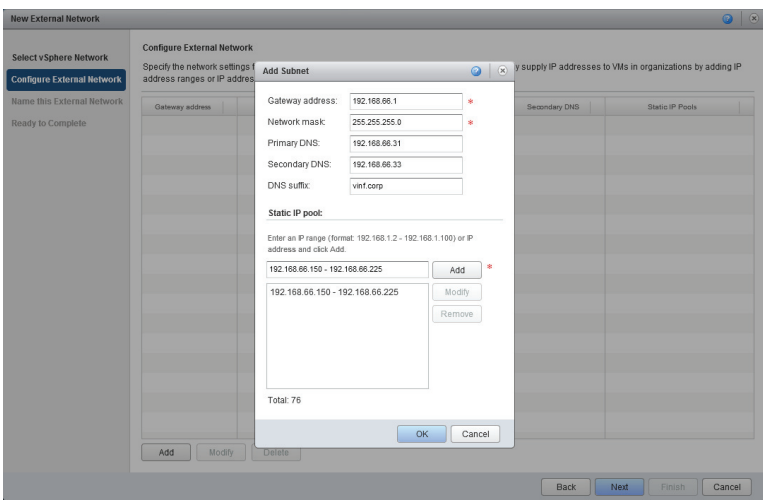 New External Network
Select vSphere Network
Configure External Network
Name this External Network
Ready to Complete
Configure External Network
Specify the network settings f
y supply IP addresses to VMs in organizations by adding IP
address ranges or IP addres
Gateway address
Secondary DNS
Static IP Pools
Add Subnet
Gateway address: 192.168.66.1 *
Network mask: 255.255.255.0 *
Primary DNS: 192.168.66.31
Secondary DNS: 192.168.66.33
DNS suffix: vinf.corp
Static IP pool:
Enter an IP range (format: 192.168.1.2 - 192.168.1.100) or IP
address and click Add.
192.168.66.150 - 192.168.66.225 Add *
192.168.66.150 - 192.168.66.225 Modify
Remove
Total: 76
OK Cancel
Add Modify Delete
Back Next Finish Cancel